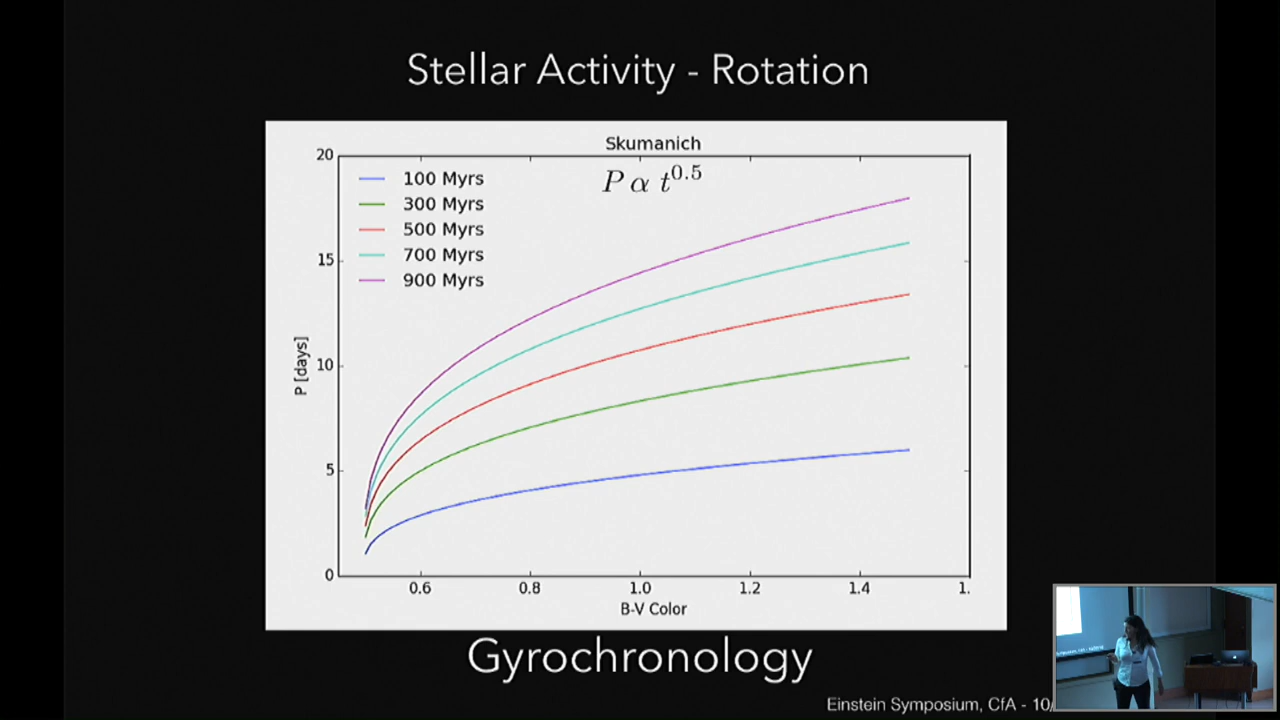 Stellar Activity - Rotation
Skumanich
P α t^0.5
100 Myrs
300 Myrs
500 Myrs
700 Myrs
900 Myrs
20
15
10
5
0
P [days]
0.6 0.8 1.0 1.2 1.4 1.
B-V Color
Gyrochronology
Einstein Symposium, CfA - 10/